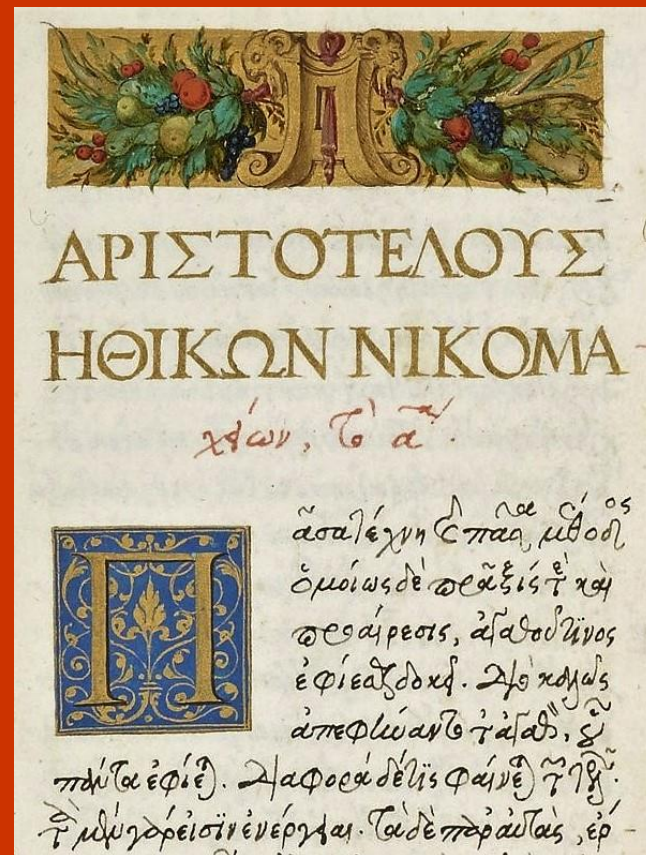 ΑΡΙΣΤΟΤΕΛΟΥΣ
ΗΘΙΚΩΝ ΝΙΚΟΜΑ
χείων, τὸ α
Πᾶσα τέχνη καὶ πᾶσα μέθοδος
ὁμοίως δὲ πρᾶξίς τε καὶ
προαίρεσις, ἀγαθοῦ τινος
ἐφίεσθαι δοκεῖ. Διὸ καλῶς
ἀπεφήναντο τἀγαθὸν, οὗ
πάντα ἐφίεται. Διαφορὰ δέ τις φαίνεται τῶν τελῶν.
τὰ μὲν γάρ εἰσιν ἐνέργειαι. Τὰ δὲ παρ' αὐτὰς, ἔρ